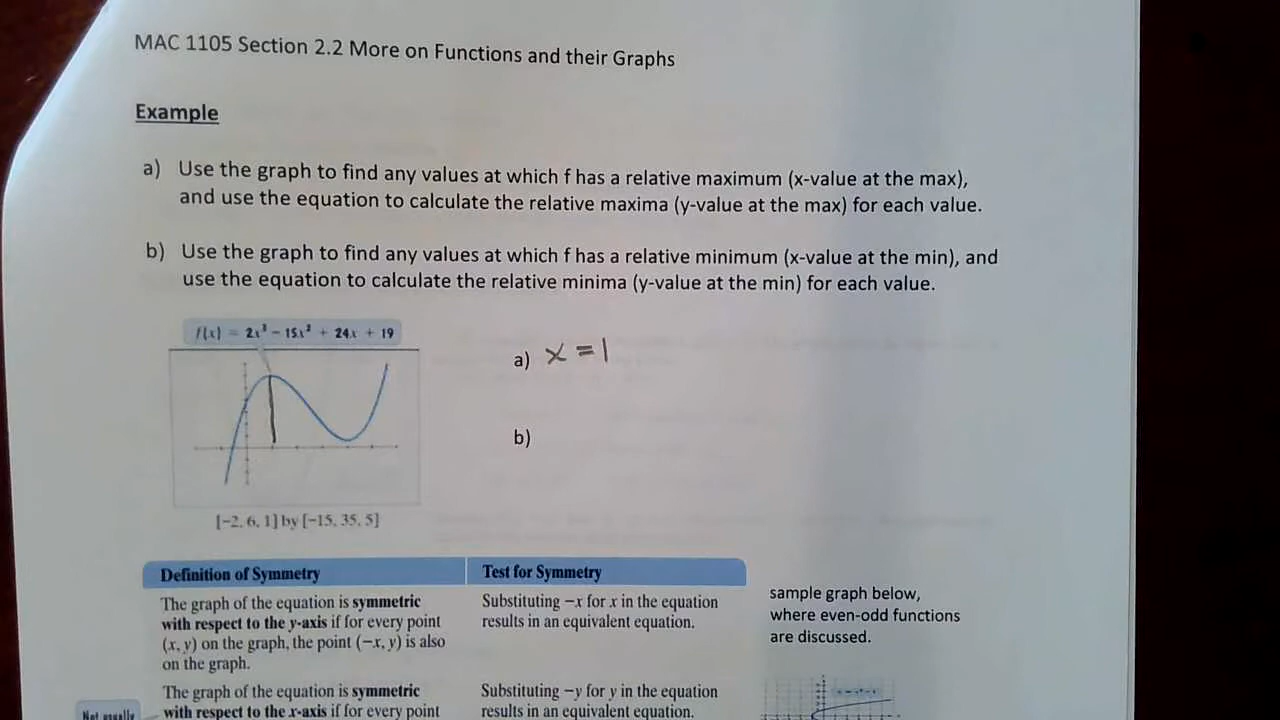 MAC 1105 Section 2.2 More on Functions and their Graphs
Example
a) Use the graph to find any values at which f has a relative maximum (x-value at the max),
and use the equation to calculate the relative maxima (y-value at the max) for each value.
b) Use the graph to find any values at which f has a relative minimum (x-value at the min), and
use the equation to calculate the relative minima (y-value at the min) for each value.
f(x) = 2x³ − 15x² + 24x + 19
a) x = 1
b)
[−2, 6, 1] by [−15, 35, 5]
Definition of Symmetry
Test for Symmetry
The graph of the equation is symmetric
with respect to the y-axis if for every point
(x, y) on the graph, the point (−x, y) is also
on the graph.
Substituting −x for x in the equation
results in an equivalent equation.
sample graph below,
where even-odd functions
are discussed.
The graph of the equation is symmetric
with respect to the x-axis if for every point
Substituting −y for y in the equation
results in an equivalent equation.
Not usually